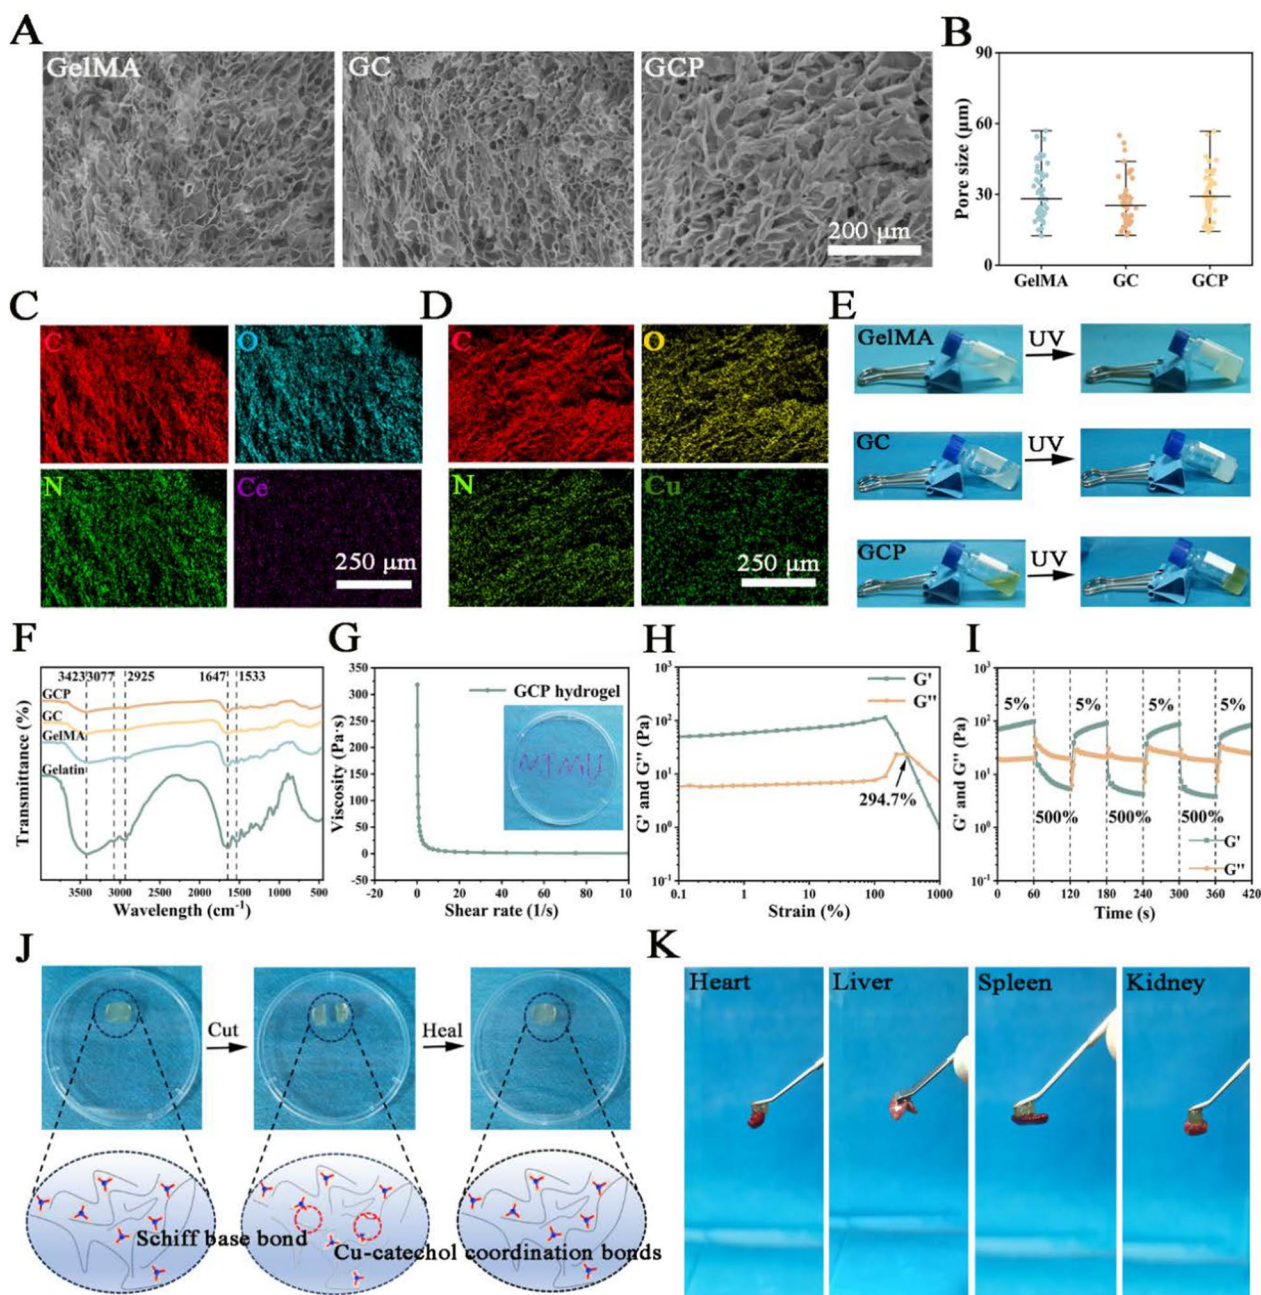 A
GelMA
GC
GCP
200 μm
B
Pore size (μm)
90
60
30
0
GelMA
GC
GCP
C
C
O
N
Ce
250 μm
D
C
O
N
Cu
250 μm
E
GelMA
UV
GC
UV
GCP
UV
F
3423
3077
2925
1647
1533
GCP
GC
GelMA
Gelatin
Transmittance (%)
3500
3000
2500
2000
1500
1000
500
Wavelength (cm⁻¹)
G
Viscosity (Pa·s)
350
300
250
200
150
100
50
0
-50
GCP hydrogel
MIMU
-20
0
20
40
60
80
100
Shear rate (1/s)
H
G' and G'' (Pa)
10³
10²
10¹
10⁰
10⁻¹
G'
G''
294.7%
0.1
1
10
100
1000
Strain (%)
I
G' and G'' (Pa)
10³
10²
10¹
10⁰
10⁻¹
5%
5%
5%
5%
500%
500%
500%
G'
G''
0
60
120
180
240
300
360
420
Time (s)
J
Cut
Heal
Schiff base bond
Cu-catechol coordination bonds
K
Heart
Liver
Spleen
Kidney